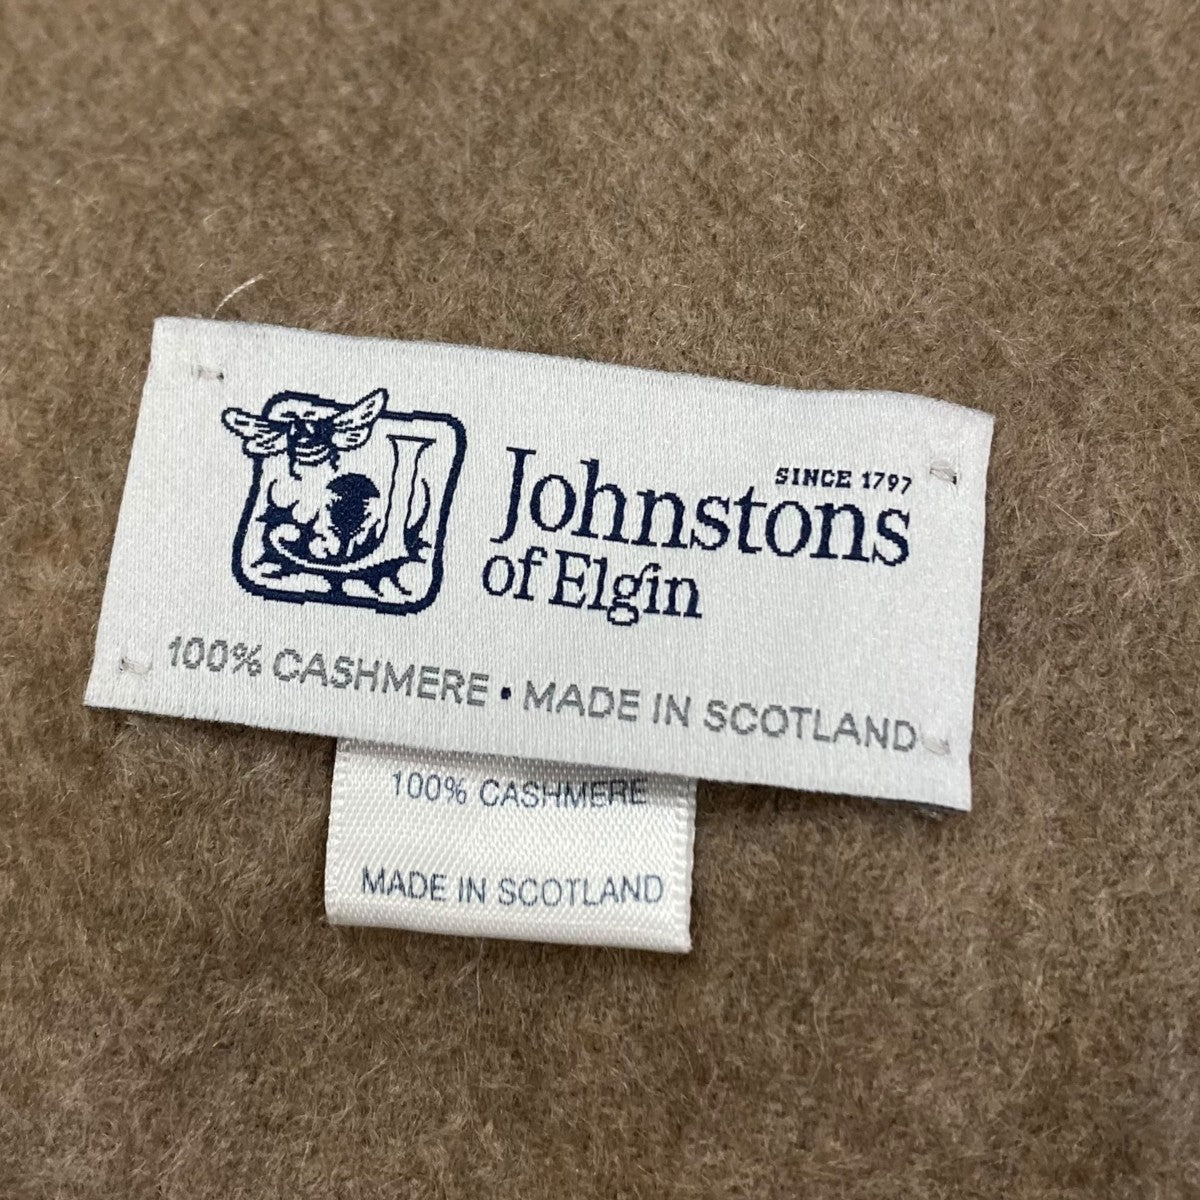 SINCE 1797
Johnstons
of Elgin
100% CASHMERE • MADE IN SCOTLAND
100% CASHMERE
MADE IN SCOTLAND